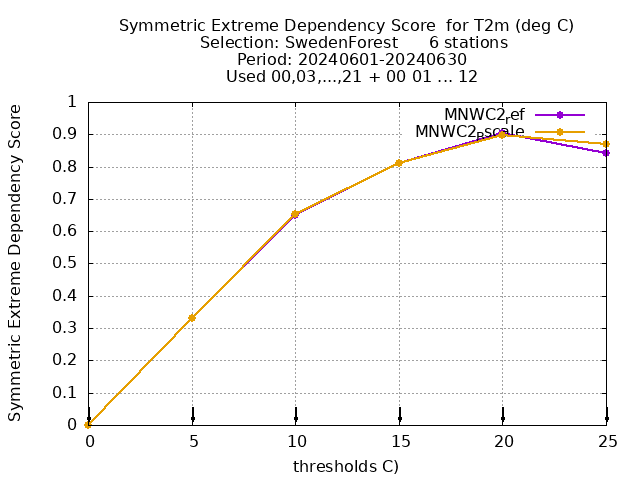 Symmetric Extreme Dependency Score for T2m (deg C)
Selection: SwedenForest 6 stations
Period: 20240601-20240630
Used 00,03,...,21 + 00 01 ... 12
MNWC2ref
MNWC2Bscale
Symmetric Extreme Dependency Score
1
0.9
0.8
0.7
0.6
0.5
0.4
0.3
0.2
0.1
0
0 5 10 15 20 25
thresholds C)